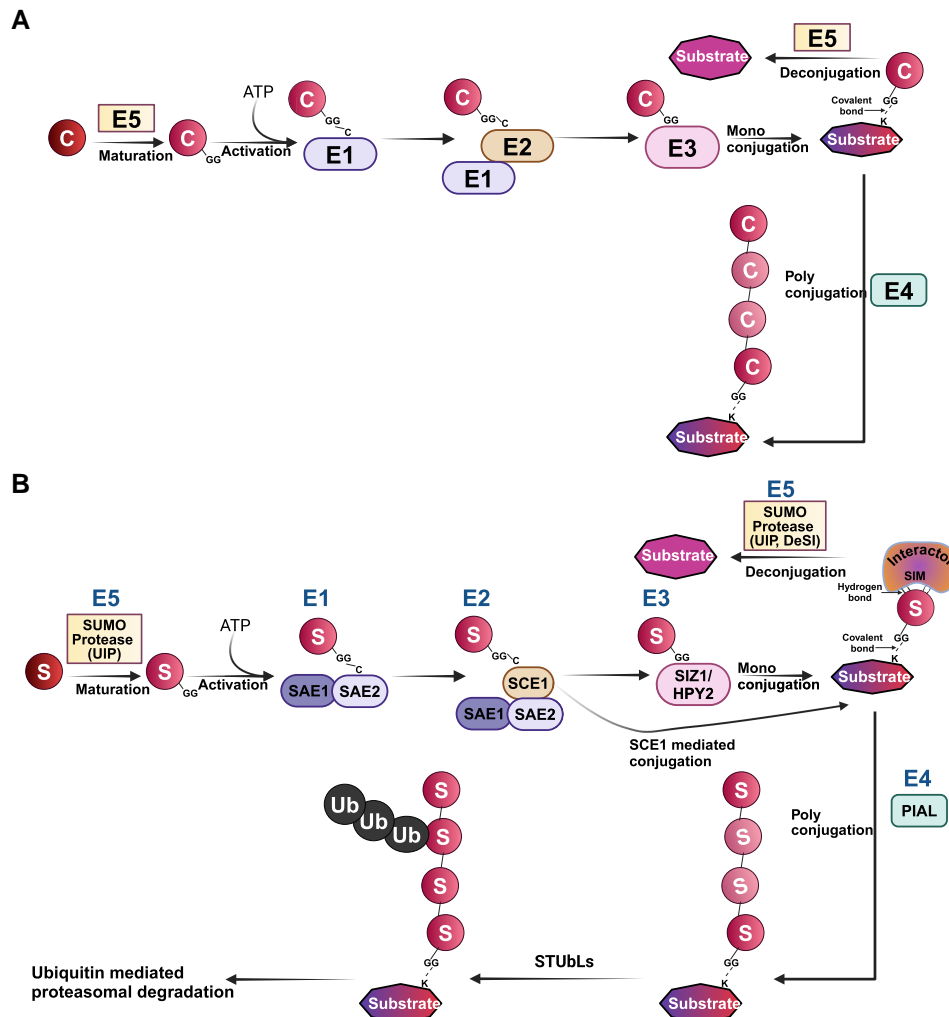 A
E5
Substrate
E5
Deconjugation
C
ATP
C
GG
C
C
GG
C
C
GG
Covalent
bond
GG
K
C
E5
Maturation
C
GG
Activation
E1
E2
E1
E3
Mono
conjugation
Substrate
C
C
C
C
Poly
conjugation
E4
GG
K
Substrate
B
E5
SUMO
Protease
(UIP, DeSI)
Substrate
Deconjugation
SIM
Hydrogen
bond
S
Covalent
bond
GG
K
Substrate
E5
SUMO
Protease
(UIP)
S
Maturation
S
GG
ATP
Activation
E1
S
GG
C
SAE1
SAE2
E2
S
GG
C
SCE1
SAE1
SAE2
E3
S
GG
SIZ1/
HPY2
Mono
conjugation
SCE1 mediated
conjugation
E4
PIAL
Poly
conjugation
S
S
S
S
GG
K
Substrate
STUbLs
Ub
Ub
Ub
S
S
S
S
GG
K
Substrate
Ubiquitin mediated
proteasomal degradation